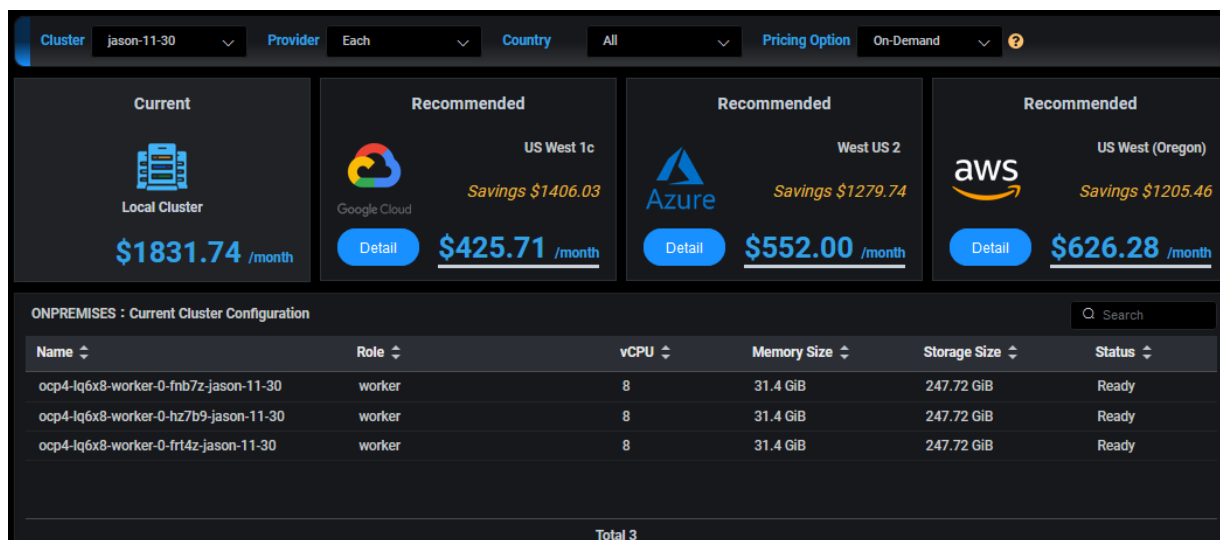 Cluster jason-11-30 Provider Each Country All Pricing Option On-Demand ?
Current
Local Cluster
$1831.74 /month
Recommended
US West 1c
Savings $1406.03
Google Cloud
Detail $425.71 /month
Recommended
West US 2
Savings $1279.74
Azure
Detail $552.00 /month
Recommended
US West (Oregon)
aws
Savings $1205.46
Detail $626.28 /month
ONPREMISES : Current Cluster Configuration Search
Name Role vCPU Memory Size Storage Size Status
ocp4-lq6x8-worker-0-fnb7z-jason-11-30 worker 8 31.4 GiB 247.72 GiB Ready
ocp4-lq6x8-worker-0-hz7b9-jason-11-30 worker 8 31.4 GiB 247.72 GiB Ready
ocp4-lq6x8-worker-0-frt4z-jason-11-30 worker 8 31.4 GiB 247.72 GiB Ready
Total 3